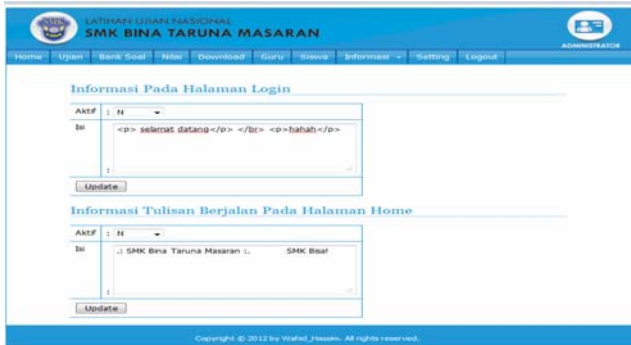 LATIHAN UJIAN NASIONAL
SMK BINA TARUNA MASARAN
ADMINISTRATOR
Home Ujian Bank Soal Nilai Download Guru Siswa Informasi Setting Logout
Informasi Pada Halaman Login
Aktif : N
Isi
<p> selamat datang</p> </br> <p>hahah</p>
:
Update
Informasi Tulisan Berjalan Pada Halaman Home
Aktif : N
Isi
.: SMK Bina Taruna Masaran :. SMK Bisa!
:
Update
Copyright © 2012 by Wafied_Hassen. All rights reserved.